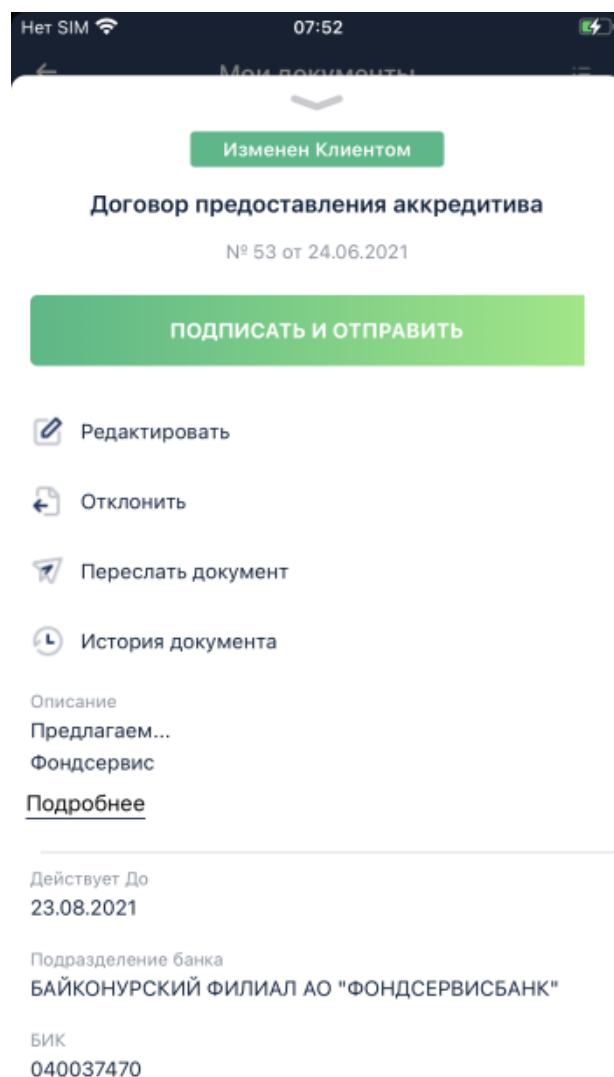 Нет SIM 07:52
Мои документы
Изменен Клиентом
Договор предоставления аккредитива
№ 53 от 24.06.2021
ПОДПИСАТЬ И ОТПРАВИТЬ
Редактировать
Отклонить
Переслать документ
История документа
Описание
Предлагаем...
Фондсервис
Подробнее
Действует До
23.08.2021
Подразделение банка
БАЙКОНУРСКИЙ ФИЛИАЛ АО "ФОНДСЕРВИСБАНК"
БИК
040037470